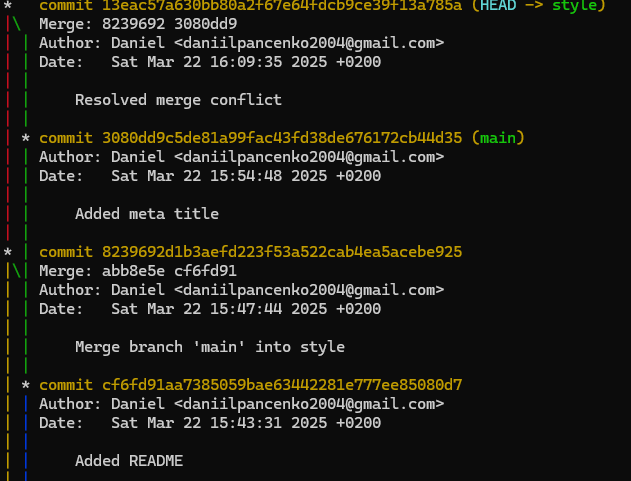 * commit 13eac57a630bb80a2f67e64fdcb9ce39f13a785a (HEAD -> style)
|\ Merge: 8239692 3080dd9
| | Author: Daniel <daniilpancenko2004@gmail.com>
| | Date:   Sat Mar 22 16:09:35 2025 +0200
| |
| |     Resolved merge conflict
| |
| * commit 3080dd9c5de81a99fac43fd38de676172cb44d35 (main)
| | Author: Daniel <daniilpancenko2004@gmail.com>
| | Date:   Sat Mar 22 15:54:48 2025 +0200
| |
| |     Added meta title
| |
* | commit 8239692d1b3aefd223f53a522cab4ea5acebe925
|\| Merge: abb8e5e cf6fd91
| | Author: Daniel <daniilpancenko2004@gmail.com>
| | Date:   Sat Mar 22 15:47:44 2025 +0200
| |
| |     Merge branch 'main' into style
| |
| * commit cf6fd91aa7385059bae63442281e777ee85080d7
| | Author: Daniel <daniilpancenko2004@gmail.com>
| | Date:   Sat Mar 22 15:43:31 2025 +0200
| |
| |     Added README
| |